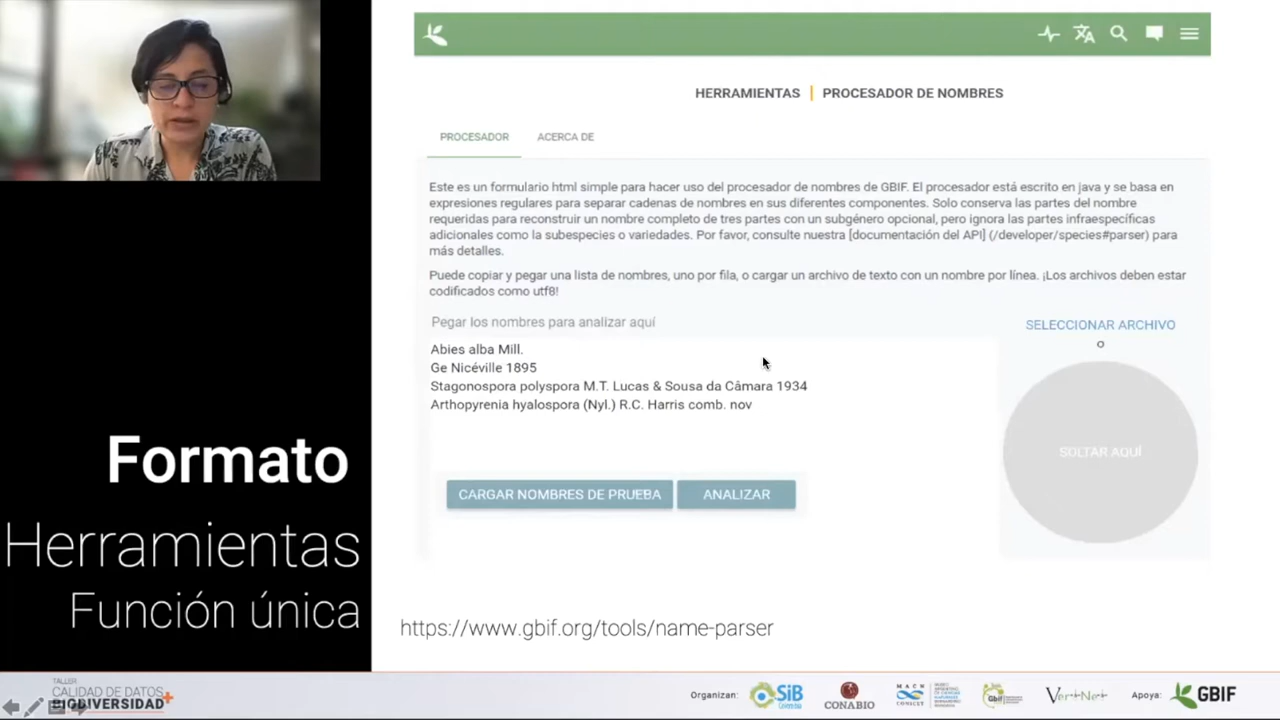 HERRAMIENTAS | PROCESADOR DE NOMBRES
PROCESADOR ACERCA DE
Este es un formulario html simple para hacer uso del procesador de nombres de GBIF. El procesador está escrito en java y se basa en
expresiones regulares para separar cadenas de nombres en sus diferentes componentes. Solo conserva las partes del nombre
requeridas para reconstruir un nombre completo de tres partes con un subgénero opcional, pero ignora las partes infraespecíficas
adicionales como la subespecies o variedades. Por favor, consulte nuestra [documentación del API] (/developer/species#parser) para
más detalles.
Puede copiar y pegar una lista de nombres, uno por fila, o cargar un archivo de texto con un nombre por línea. ¡Los archivos deben estar
codificados como utf8!
Pegar los nombres para analizar aquí
Abies alba Mill.
Ge Nicéville 1895
Stagonospora polyspora M.T. Lucas & Sousa da Câmara 1934
Arthopyrenia hyalospora (Nyl.) R.C. Harris comb. nov
SELECCIONAR ARCHIVO
o
SOLTAR AQUÍ
CARGAR NOMBRES DE PRUEBA ANALIZAR
Formato
Herramientas
Función única
https://www.gbif.org/tools/name-parser
TALLER
CALIDAD DE DATOS
BIODIVERSIDAD+
Organizan: SiB Colombia CONABIO MACN CONICET Gbif VertNet Apoya: GBIF